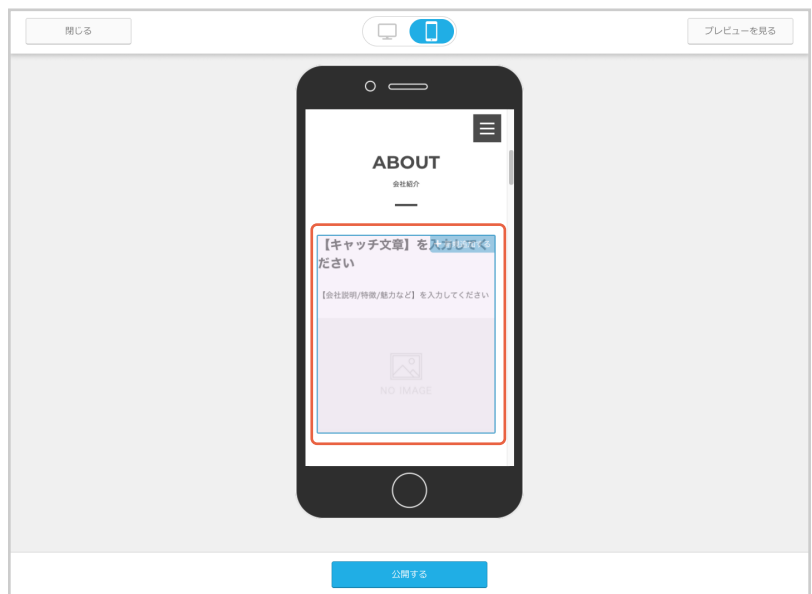 閉じる
プレビューを見る
ABOUT
会社紹介
【キャッチ文章】を入力してく
ださい
【会社説明/特徴/魅力など】を入力してください
NO IMAGE
公開する